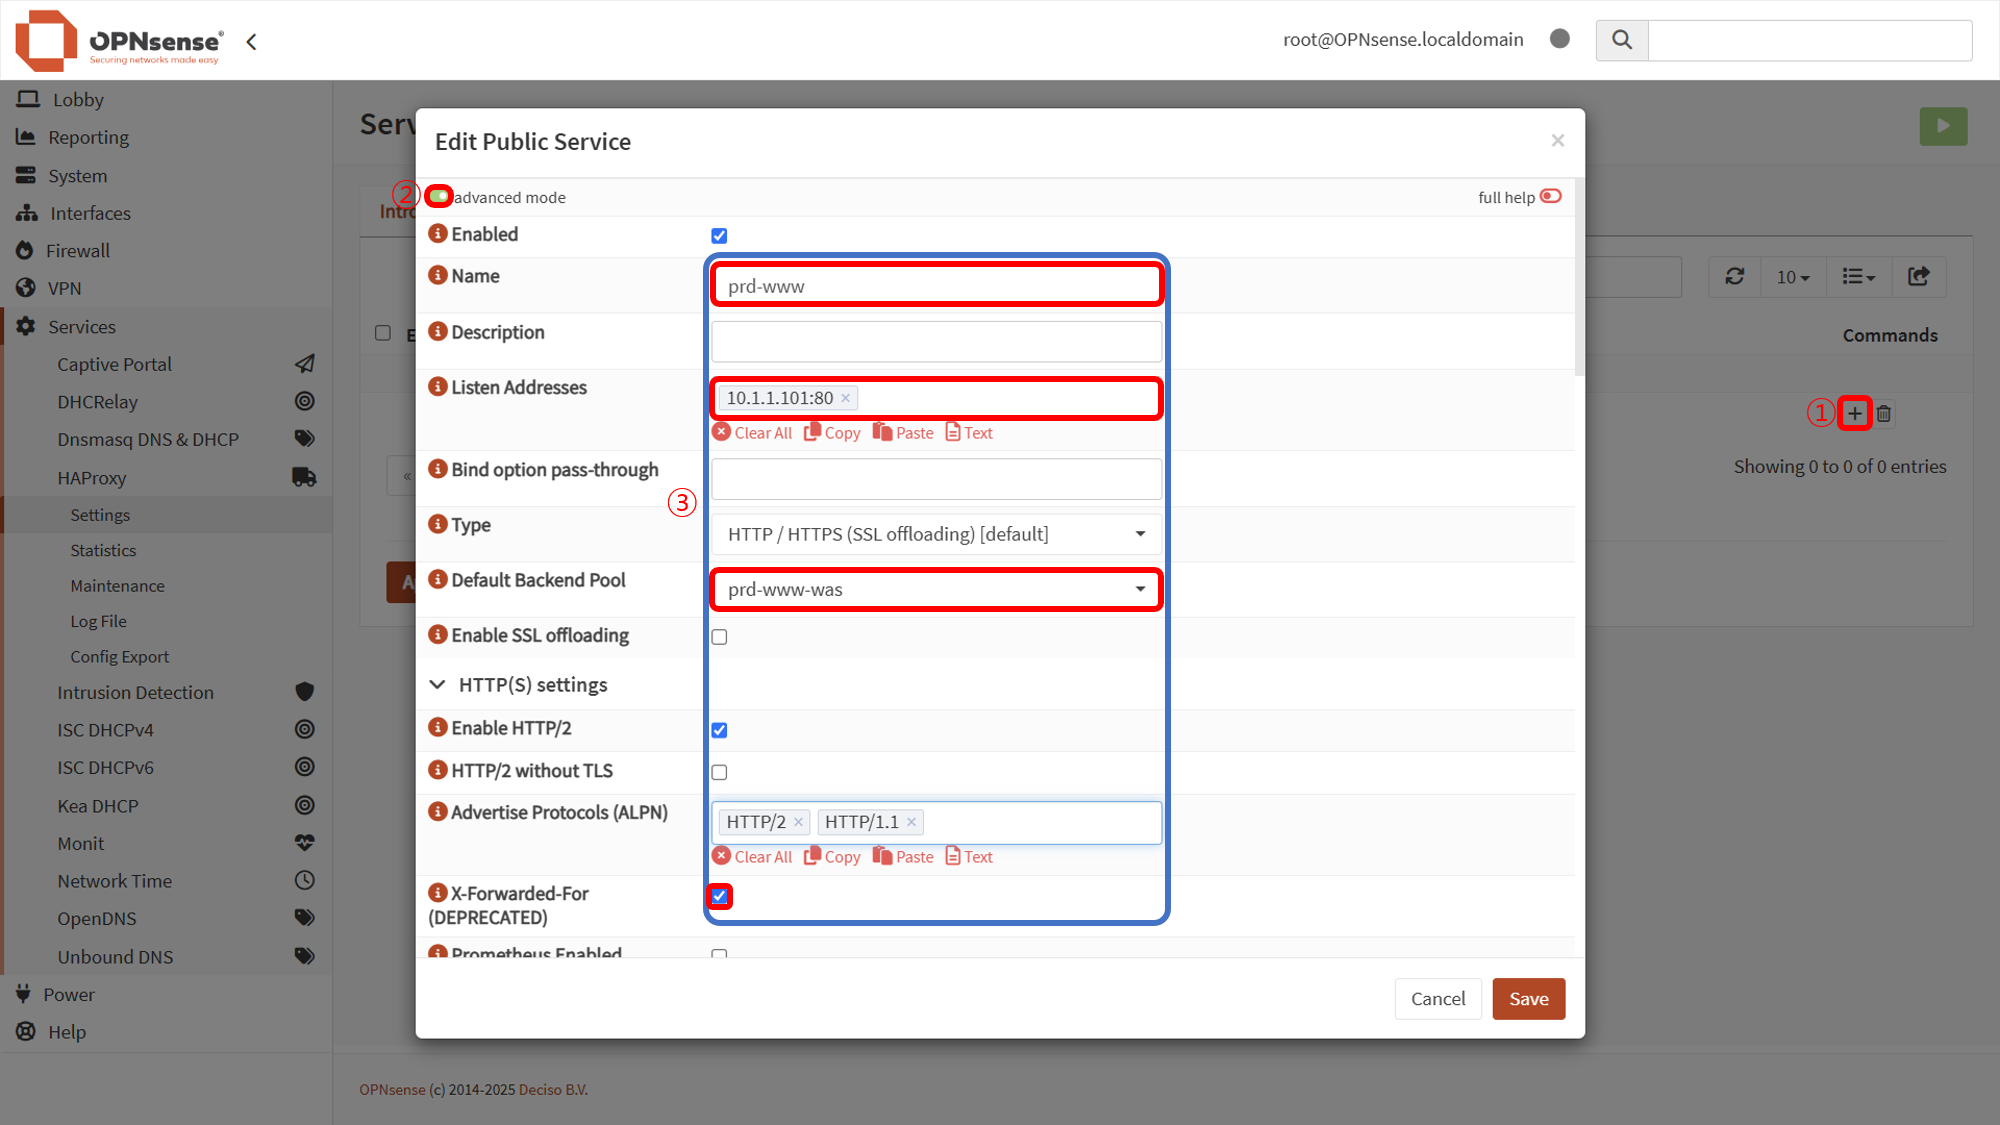 OPNsense®
Securing networks made easy
root@OPNsense.localdomain
Lobby
Reporting
System
Interfaces
Firewall
VPN
Services
Captive Portal
DHCRelay
Dnsmasq DNS & DHCP
HAProxy
Settings
Statistics
Maintenance
Log File
Config Export
Intrusion Detection
ISC DHCPv4
ISC DHCPv6
Kea DHCP
Monit
Network Time
OpenDNS
Unbound DNS
Power
Help
Serv
Intro
E
«
Ap
10
Commands
①
Showing 0 to 0 of 0 entries
Edit Public Service
×
②
advanced mode
full help
Enabled
Name
prd-www
Description
Listen Addresses
10.1.1.101:80 ×
Clear All Copy Paste Text
Bind option pass-through
③
Type
HTTP / HTTPS (SSL offloading) [default]
Default Backend Pool
prd-www-was
Enable SSL offloading
HTTP(S) settings
Enable HTTP/2
HTTP/2 without TLS
Advertise Protocols (ALPN)
HTTP/2 × HTTP/1.1 ×
Clear All Copy Paste Text
X-Forwarded-For
(DEPRECATED)
Prometheus Enabled
Cancel
Save
OPNsense (c) 2014-2025 Deciso B.V.